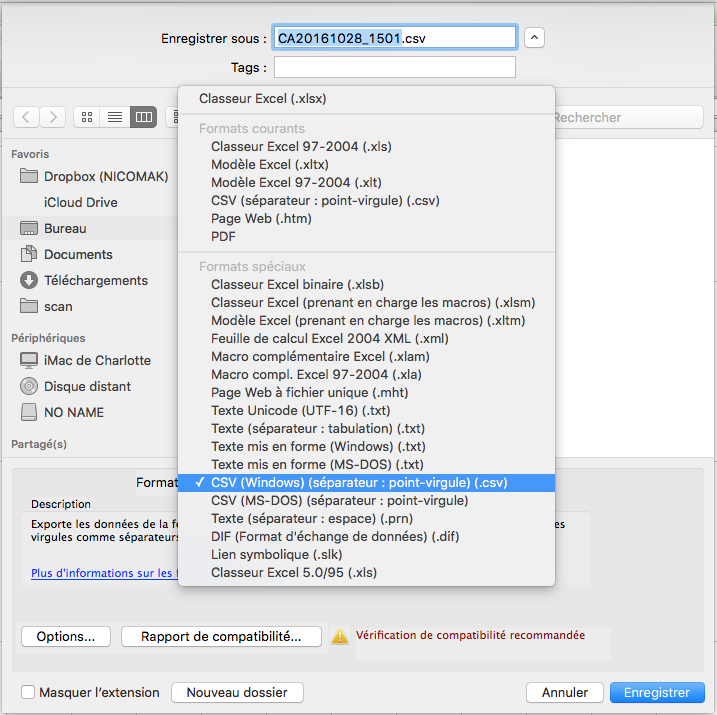 Enregistrer sous : CA20161028_1501.csv
Tags :
Classeur Excel (.xlsx)
Formats courants
Classeur Excel 97-2004 (.xls)
Modèle Excel (.xltx)
Modèle Excel 97-2004 (.xlt)
CSV (séparateur : point-virgule) (.csv)
Page Web (.htm)
PDF
Formats spéciaux
Classeur Excel binaire (.xlsb)
Classeur Excel (prenant en charge les macros) (.xlsm)
Modèle Excel (prenant en charge les macros) (.xltm)
Feuille de calcul Excel 2004 XML (.xml)
Macro complémentaire Excel (.xlam)
Macro compl. Excel 97-2004 (.xla)
Page Web à fichier unique (.mht)
Texte Unicode (UTF-16) (.txt)
Texte (séparateur : tabulation) (.txt)
Texte mis en forme (Windows) (.txt)
Texte mis en forme (MS-DOS) (.txt)
✓ CSV (Windows) (séparateur : point-virgule) (.csv)
CSV (MS-DOS) (séparateur : point-virgule)
Texte (séparateur : espace) (.prn)
DIF (Format d'échange de données) (.dif)
Lien symbolique (.slk)
Classeur Excel 5.0/95 (.xls)
Rechercher
Favoris
Dropbox (NICOMAK)
iCloud Drive
Bureau
Documents
Téléchargements
scan
Périphériques
iMac de Charlotte
Disque distant
NO NAME
Partagé(s)
Format
Description
Exporte les données de la fe es
virgules comme séparateurs
Plus d'informations sur les f
Options...
Rapport de compatibilité...
Vérification de compatibilité recommandée
Masquer l'extension
Nouveau dossier
Annuler
Enregistrer